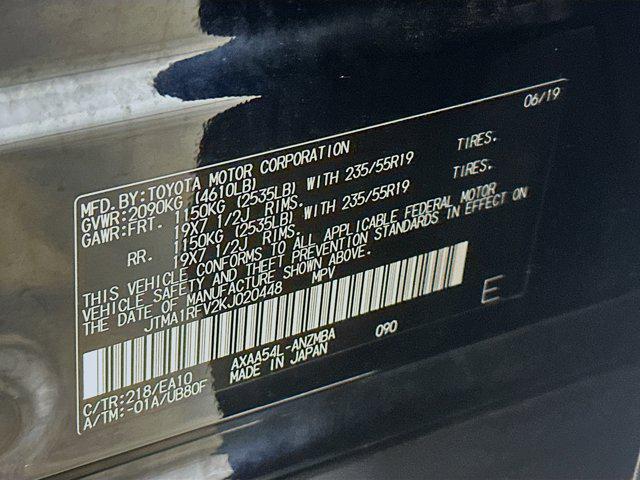 06/19
MFD. BY: TOYOTA MOTOR CORPORATION
GVWR: 2090KG (4610LB)
GAWR: FRT. 1150KG (2535LB) WITH 235/55R19 TIRES.
19X7 1/2J RIMS.
RR. 1150KG (2535LB) WITH 235/55R19 TIRES.
19X7 1/2J RIMS.
THIS VEHICLE CONFORMS TO ALL APPLICABLE FEDERAL MOTOR
VEHICLE SAFETY AND THEFT PREVENTION STANDARDS IN EFFECT ON
THE DATE OF MANUFACTURE SHOWN ABOVE.
JTMA1RFV2KJ020448 MPV
E
AXAA54L-ANZMBA 090
C/TR:218/EA10 MADE IN JAPAN
A/TM:-01A/UB80F